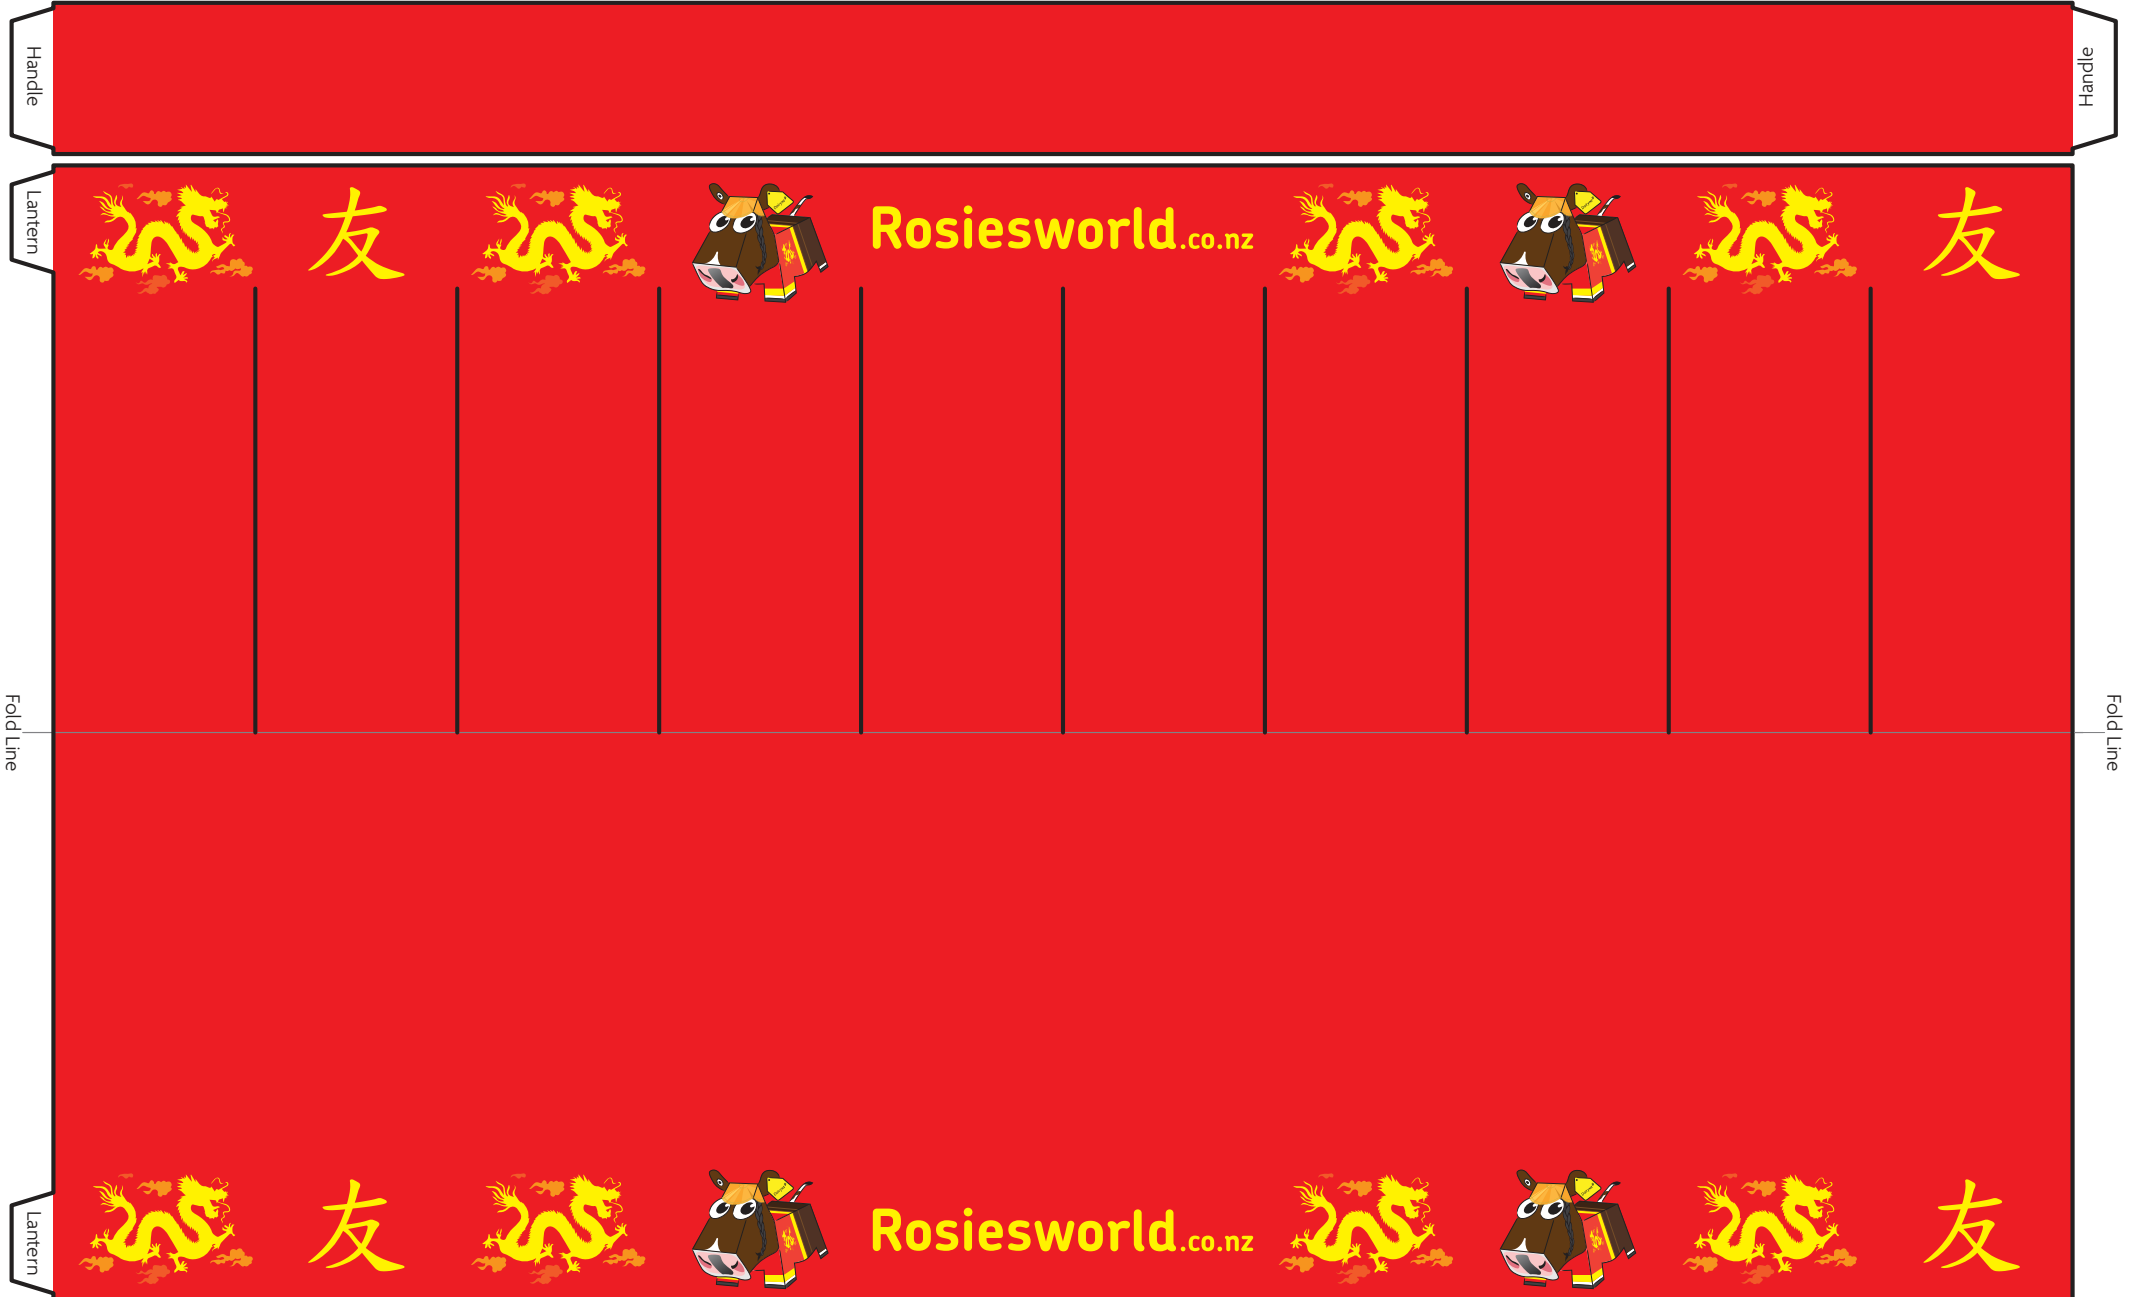 Handle
Handle
Lantern
友
Rosiesworld.co.nz
友
Fold Line
Fold Line
Lantern
友
Rosiesworld.co.nz
友